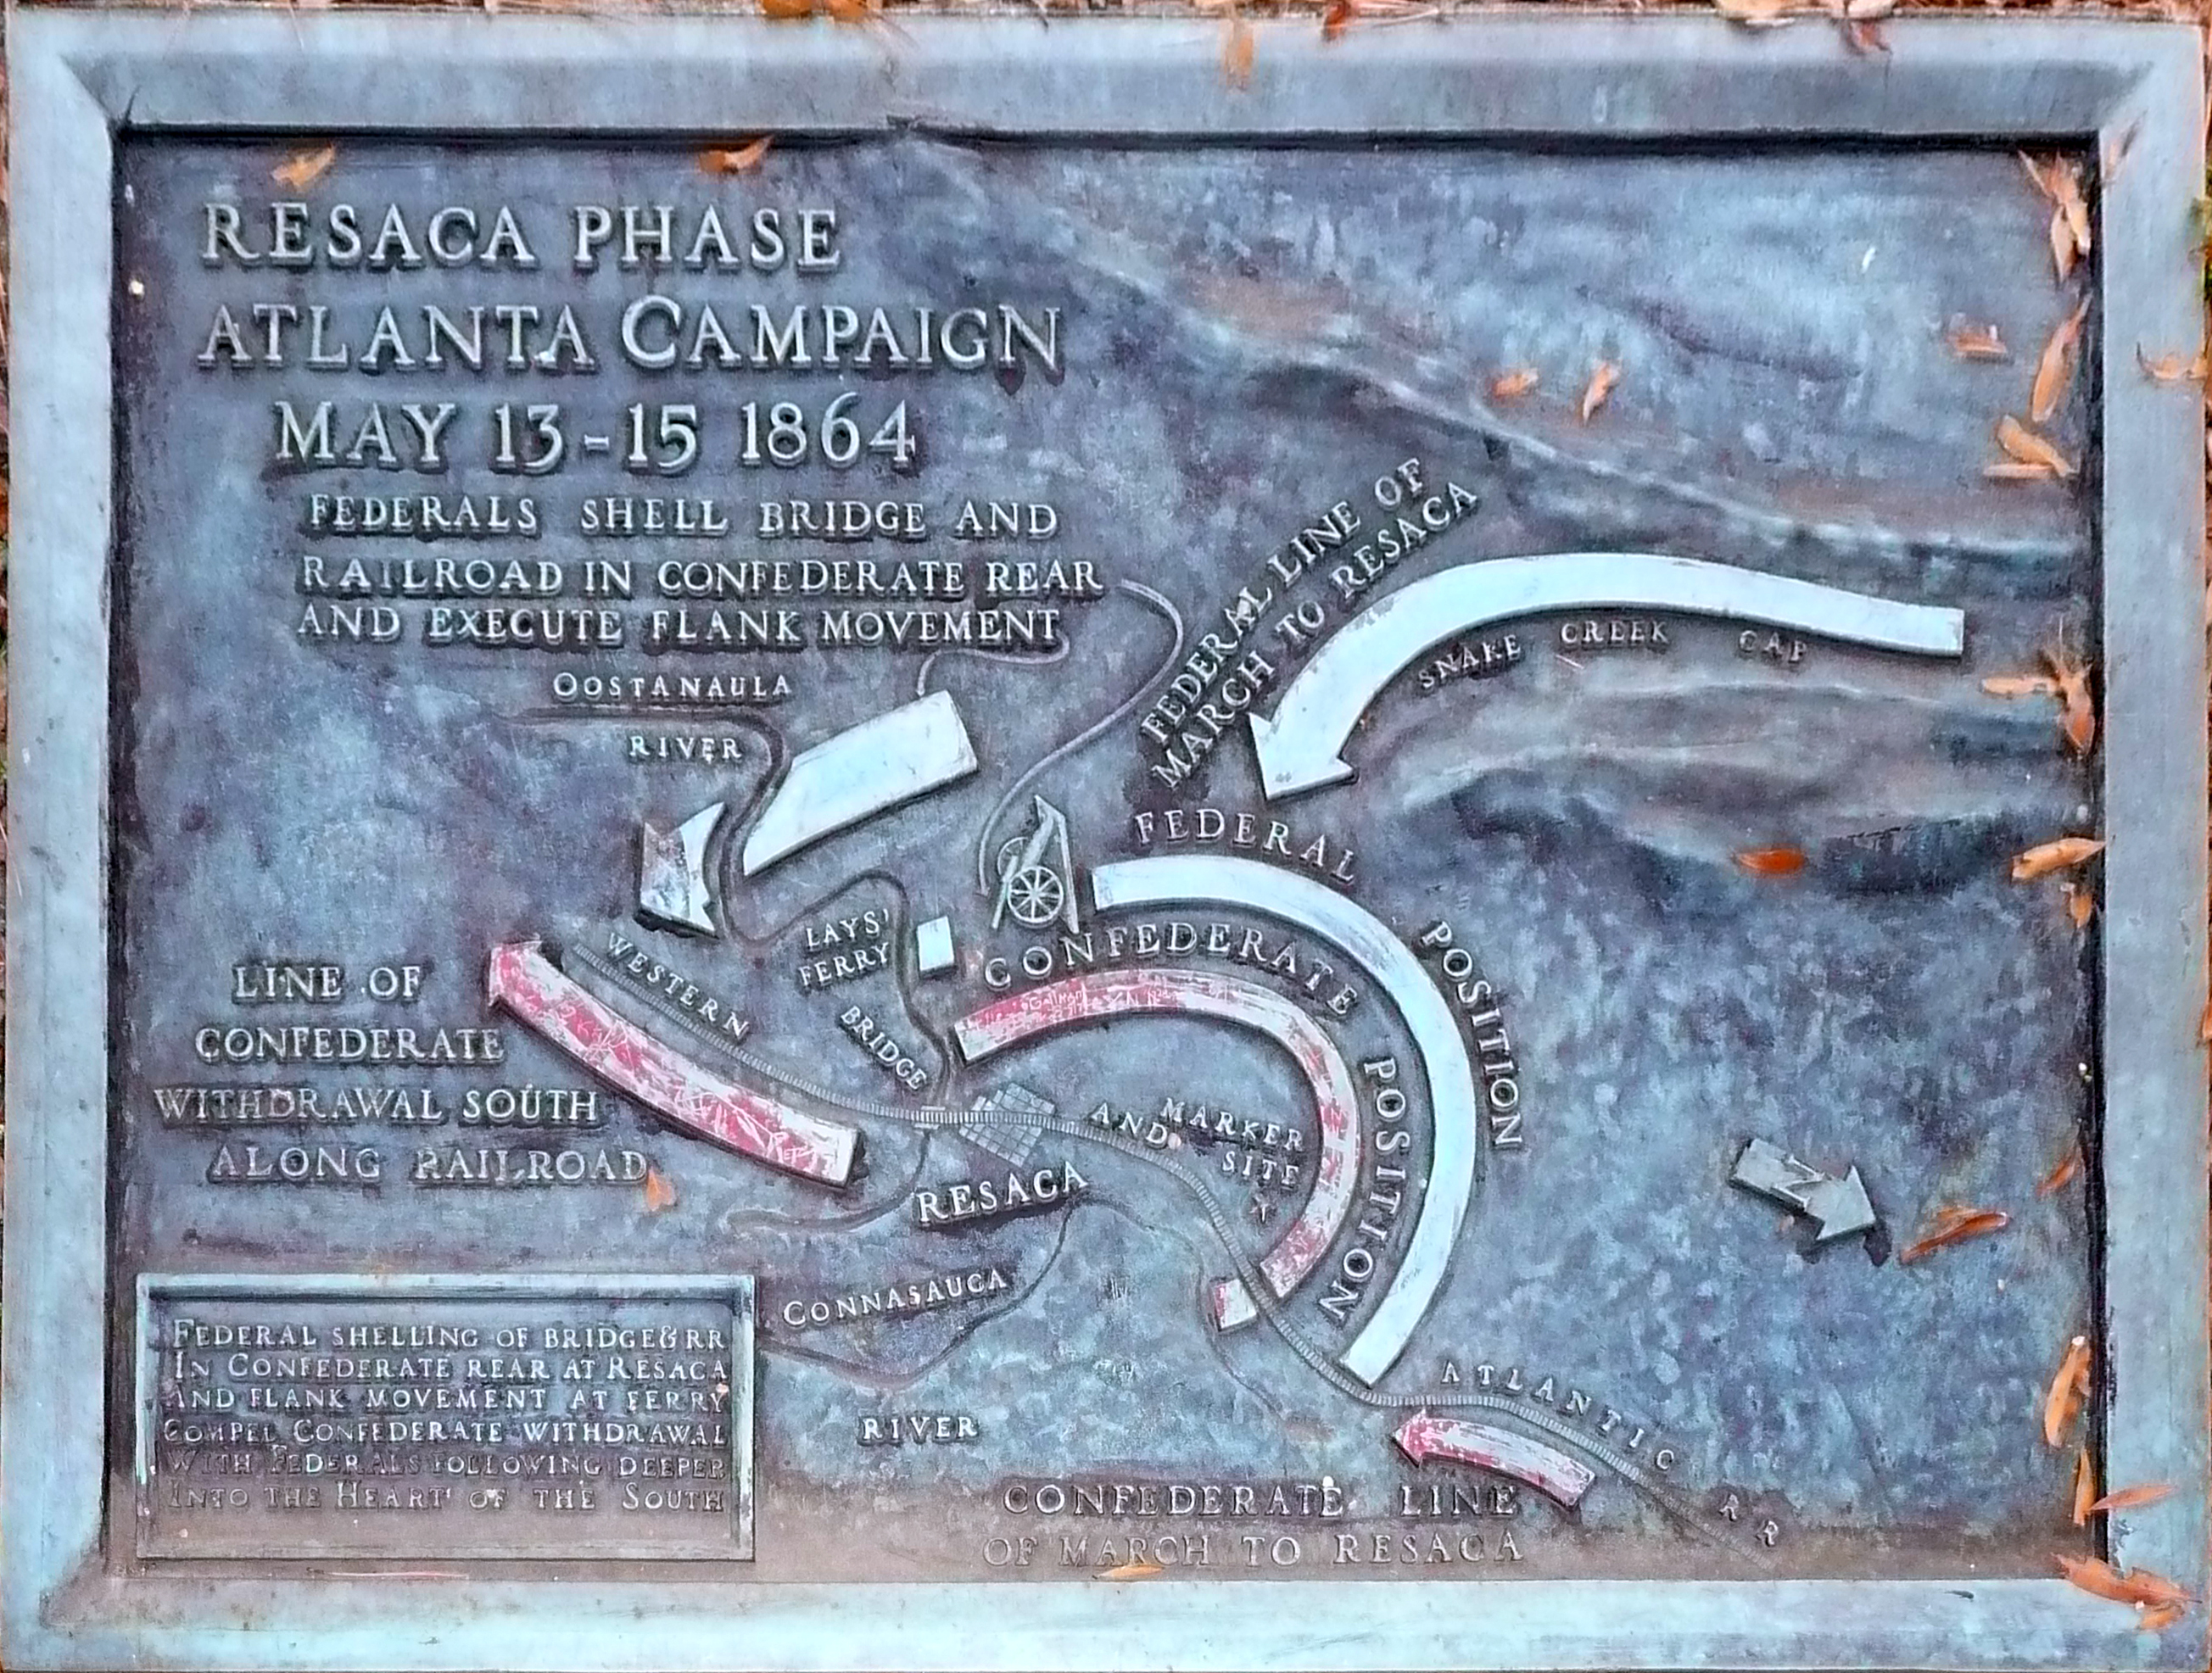 RESACA PHASE
ATLANTA CAMPAIGN
MAY 13-15 1864
FEDERALS SHELL BRIDGE AND
RAILROAD IN CONFEDERATE REAR
AND EXECUTE FLANK MOVEMENT
OOSTANAULA
RIVER
FEDERAL LINE OF
MARCH TO RESACA
SNAKE CREEK GAP
FEDERAL POSITION
CONFEDERATE POSITION
LAYS'
FERRY
WESTERN
BRIDGE
AND
MARKER
SITE
RESACA
N
LINE OF
CONFEDERATE
WITHDRAWAL SOUTH
ALONG RAILROAD
CONNASAUGA
RIVER
ATLANTIC RR
FEDERAL SHELLING OF BRIDGE & RR
IN CONFEDERATE REAR AT RESACA
AND FLANK MOVEMENT AT FERRY
COMPEL CONFEDERATE WITHDRAWAL
WITH FEDERALS FOLLOWING DEEPER
INTO THE HEART OF THE SOUTH
CONFEDERATE LINE
OF MARCH TO RESACA